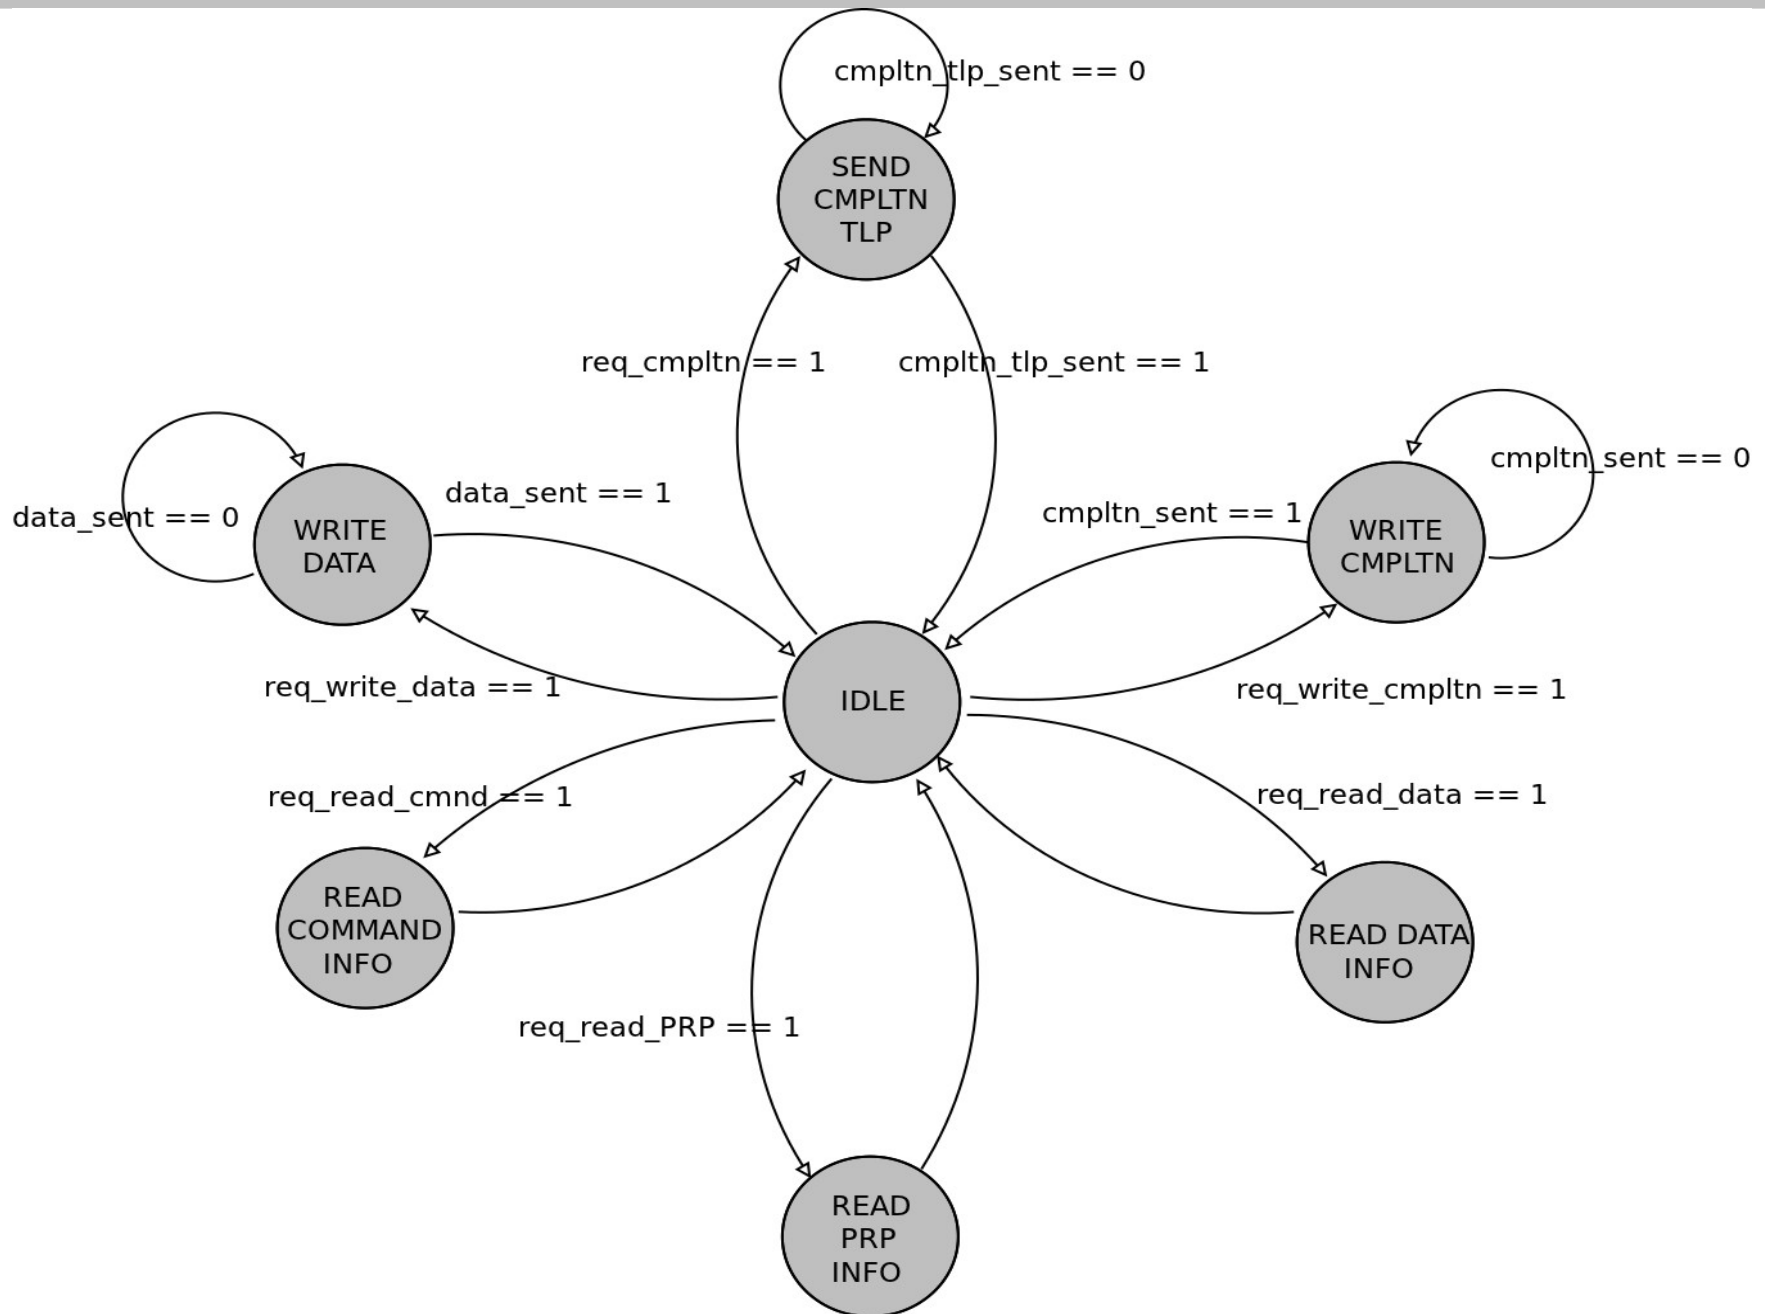 cmpltn_tlp_sent == 0
SEND
CMPLTN
TLP
req_cmpltn == 1
cmpltn_tlp_sent == 1
data_sent == 0
WRITE
DATA
data_sent == 1
cmpltn_sent == 1
WRITE
CMPLTN
cmpltn_sent == 0
req_write_data == 1
IDLE
req_write_cmpltn == 1
req_read_cmnd == 1
req_read_data == 1
READ
COMMAND
INFO
READ DATA
INFO
req_read_PRP == 1
READ
PRP
INFO